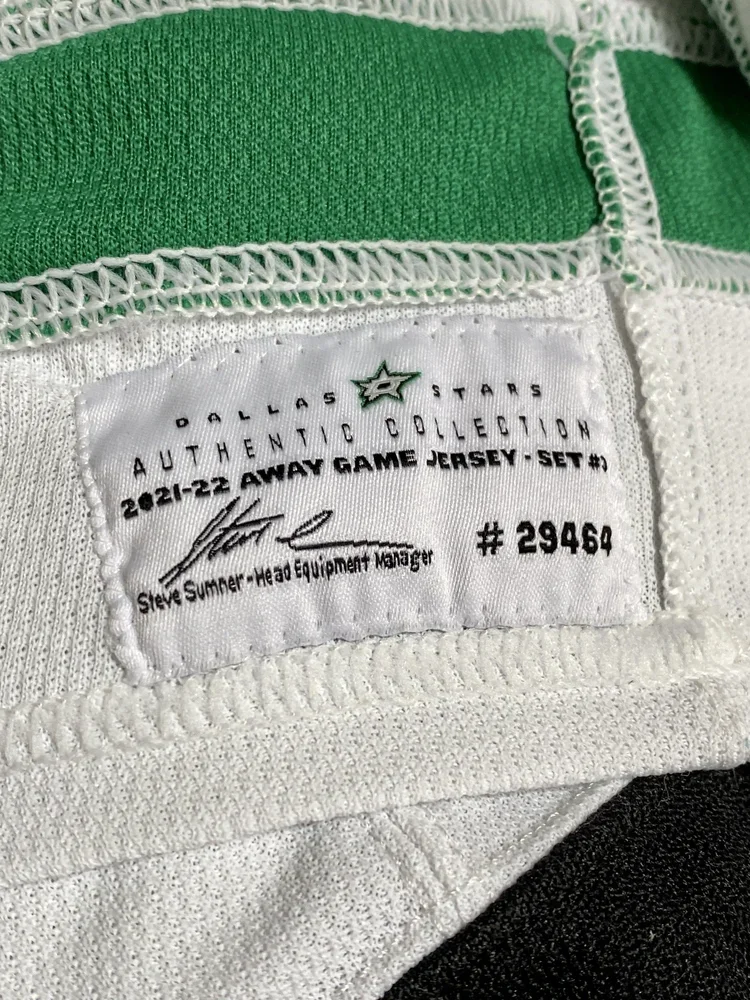 DALLAS STARS
AUTHENTIC COLLECTION
2021-22 AWAY GAME JERSEY - SET
Steve Sumner - Head Equipment Manager
# 29464